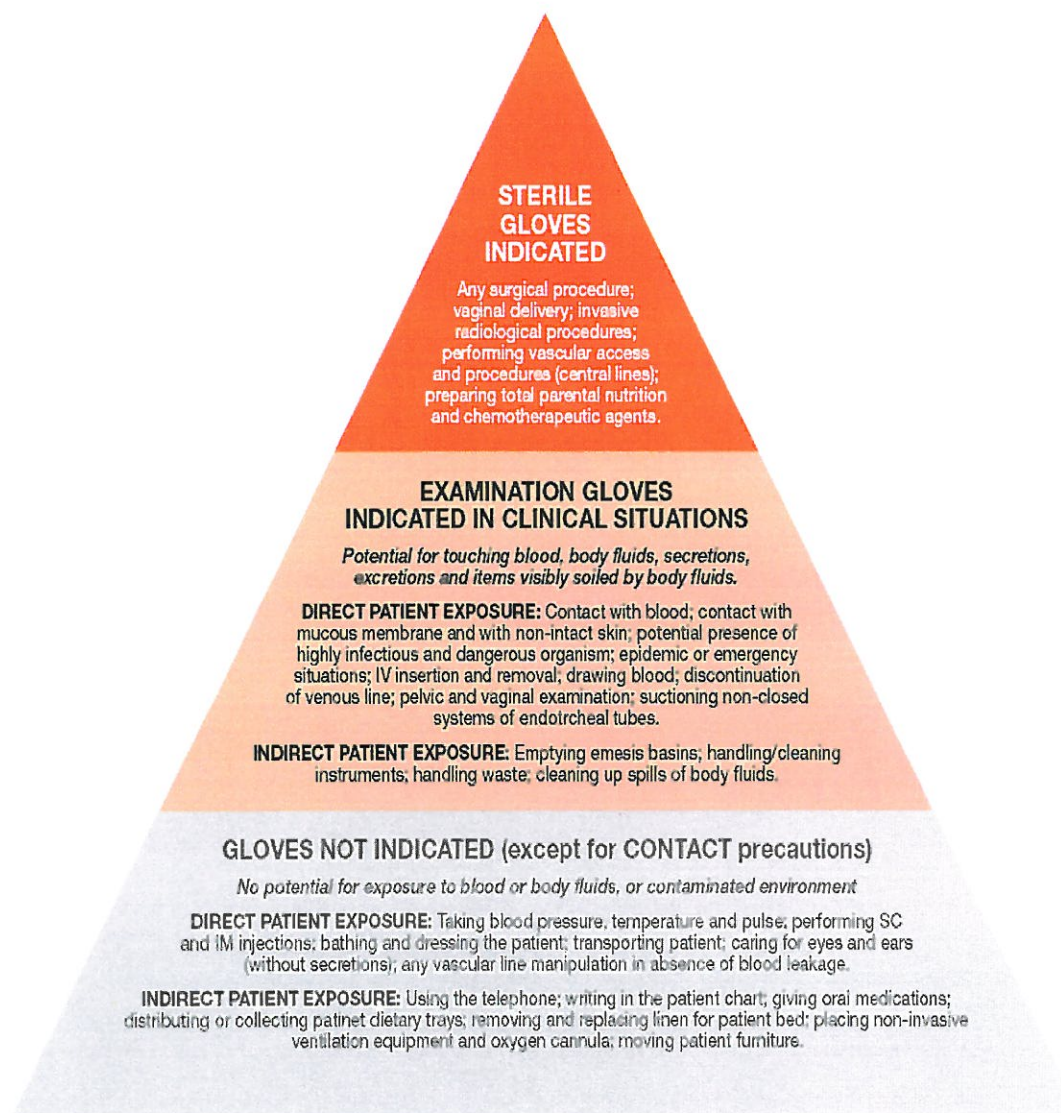 STERILE
GLOVES
INDICATED
Any surgical procedure;
vaginal delivery; invasive
radiological procedures;
performing vascular access
and procedures (central lines);
preparing total parental nutrition
and chemotherapeutic agents.
EXAMINATION GLOVES
INDICATED IN CLINICAL SITUATIONS
Potential for touching blood, body fluids, secretions,
excretions and items visibly soiled by body fluids.
DIRECT PATIENT EXPOSURE: Contact with blood; contact with
mucous membrane and with non-intact skin; potential presence of
highly infectious and dangerous organism; epidemic or emergency
situations; IV insertion and removal; drawing blood; discontinuation
of venous line; pelvic and vaginal examination; suctioning non-closed
systems of endotrcheal tubes.
INDIRECT PATIENT EXPOSURE: Emptying emesis basins; handling/cleaning
instruments; handling waste; cleaning up spills of body fluids.
GLOVES NOT INDICATED (except for CONTACT precautions)
No potential for exposure to blood or body fluids, or contaminated environment
DIRECT PATIENT EXPOSURE: Taking blood pressure, temperature and pulse; performing SC
and IM injections; bathing and dressing the patient; transporting patient; caring for eyes and ears
(without secretions); any vascular line manipulation in absence of blood leakage.
INDIRECT PATIENT EXPOSURE: Using the telephone; writing in the patient chart; giving oral medications;
distributing or collecting patinet dietary trays; removing and replacing linen for patient bed; placing non-invasive
ventilation equipment and oxygen cannula; moving patient furniture.